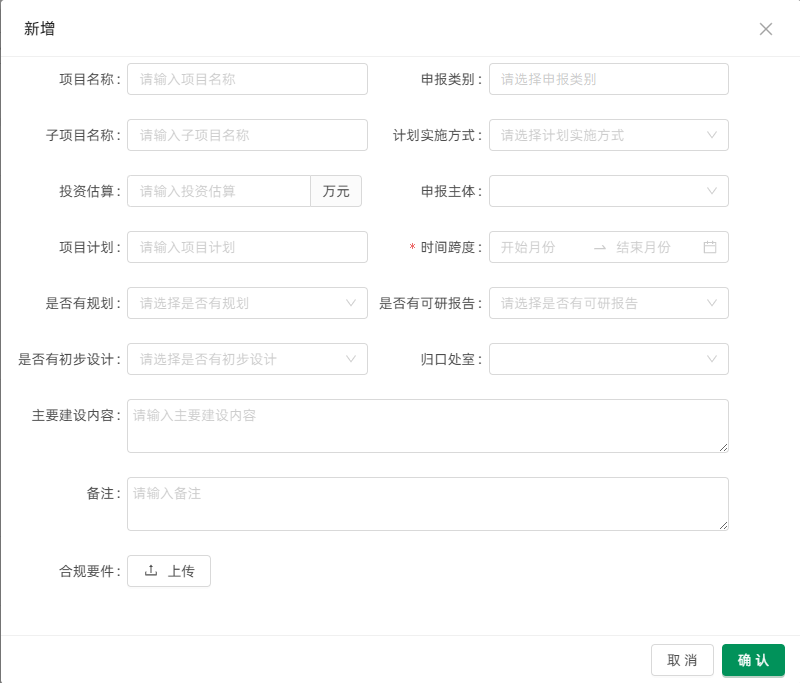 新增
项目名称： 请输入项目名称 申报类别： 请选择申报类别
子项目名称： 请输入子项目名称 计划实施方式： 请选择计划实施方式
投资估算： 请输入投资估算 万元 申报主体：
项目计划： 请输入项目计划 * 时间跨度： 开始月份 → 结束月份
是否有规划： 请选择是否有规划 是否有可研报告： 请选择是否有可研报告
是否有初步设计： 请选择是否有初步设计 归口处室：
主要建设内容： 请输入主要建设内容
备注： 请输入备注
合规要件： 上传
取 消 确 认